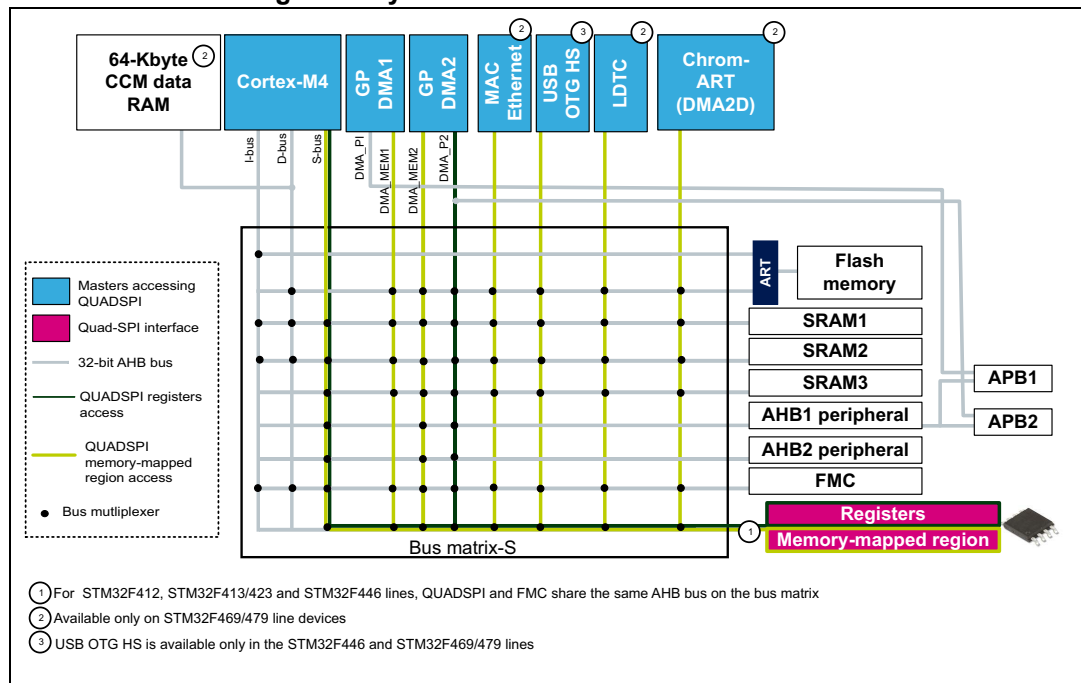 64-Kbyte
CCM data
RAM
2
Cortex-M4
GP
DMA1
GP
DMA2
MAC
Ethernet
2
USB
OTG HS
3
LDTC
2
Chrom-
ART
(DMA2D)
2
I-bus
D-bus
S-bus
DMA_PI
DMA_MEM1
DMA_MEM2
DMA_P2
ART
Flash
memory
SRAM1
SRAM2
SRAM3
AHB1 peripheral
AHB2 peripheral
FMC
APB1
APB2
Registers
1
Memory-mapped region
Bus matrix-S
Masters accessing
QUADSPI
Quad-SPI interface
32-bit AHB bus
QUADSPI registers
access
QUADSPI
memory-mapped
region access
Bus mutliplexer
1 For STM32F412, STM32F413/423 and STM32F446 lines, QUADSPI and FMC share the same AHB bus on the bus matrix
2 Available only on STM32F469/479 line devices
3 USB OTG HS is available only in the STM32F446 and STM32F469/479 lines